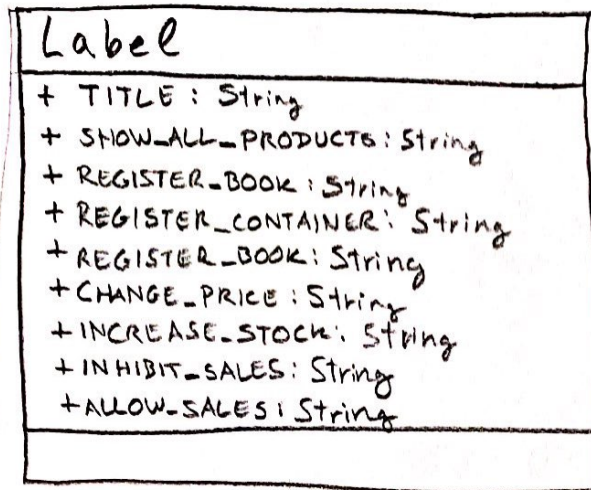 Label
+ TITLE : String
+ SHOW_ALL_PRODUCTS : String
+ REGISTER_BOOK : String
+ REGISTER_CONTAINER : String
+ REGISTER_BOOK : String
+ CHANGE_PRICE : String
+ INCREASE_STOCK : String
+ INHIBIT_SALES : String
+ ALLOW_SALES : String